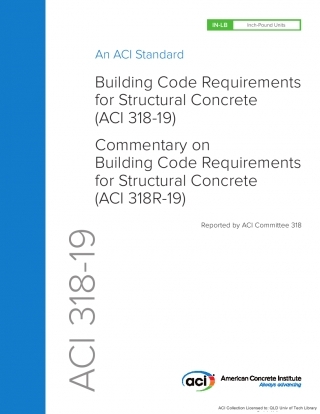 IN-LB Inch-Pound Units
An ACI Standard
Building Code Requirements
for Structural Concrete
(ACI 318-19)
Commentary on
Building Code Requirements
for Structural Concrete
(ACI 318R-19)
Reported by ACI Committee 318
ACI 318-19
aci American Concrete Institute
Always advancing
ACI Collection Licensed to: QLD Univ of Tech Library